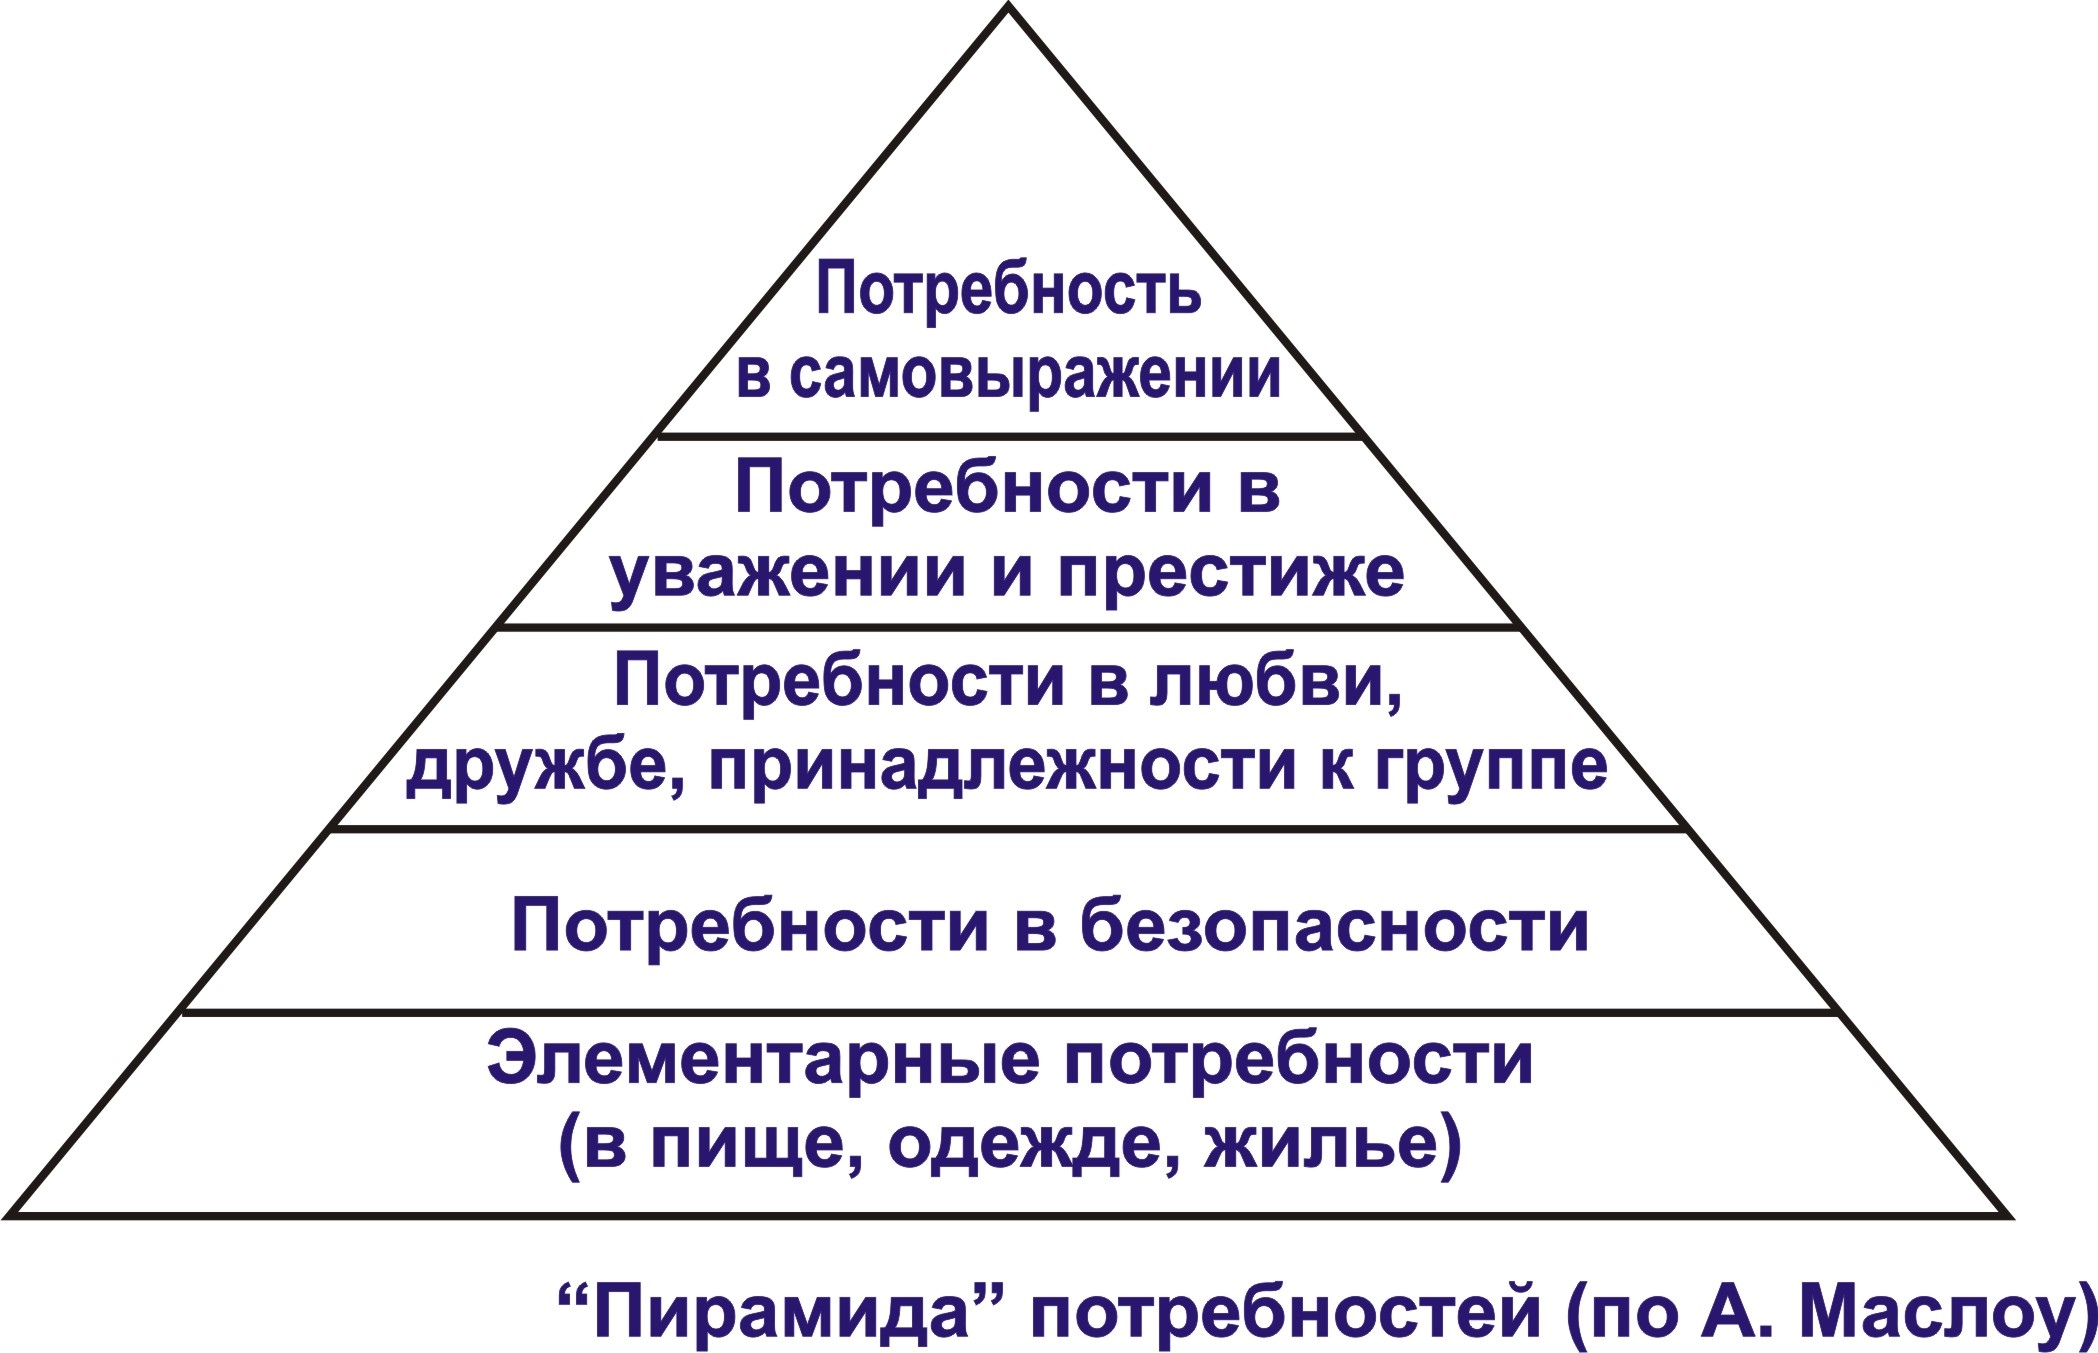 Потребность
в самовыражении
Потребности в
уважении и престиже
Потребности в любви,
дружбе, принадлежности к группе
Потребности в безопасности
Элементарные потребности
(в пище, одежде, жилье)
“Пирамида” потребностей (по А. Маслоу)